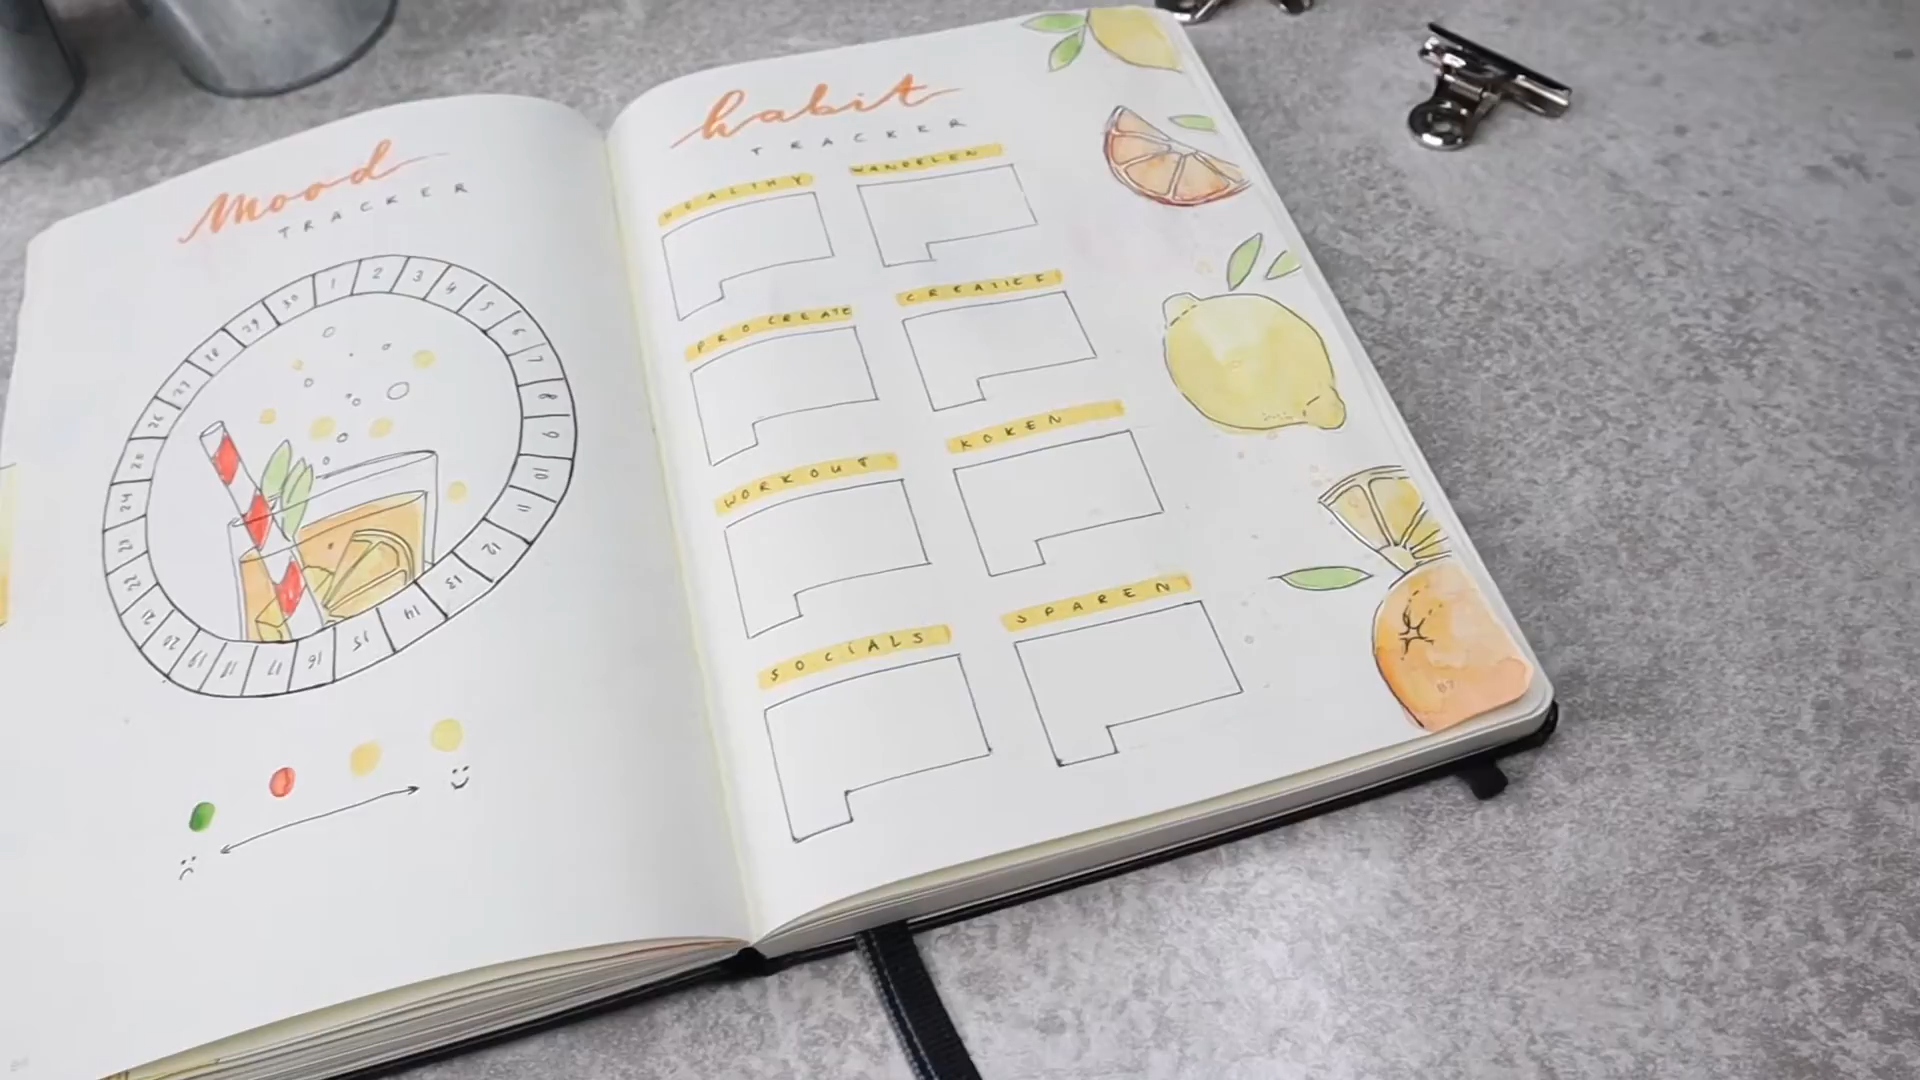 Mood
TRACKER
1 2 3 4 5 6 7 8 9 10 11 12 13 14 15 16 17 18 19 20 21 22 23 24 25 26 27 28 29 30
habit
TRACKER
HEALTHY
WANDELEN
PROCREATE
CREATIEF
WORKOUT
KOKEN
SOCIALS
SPAREN
87